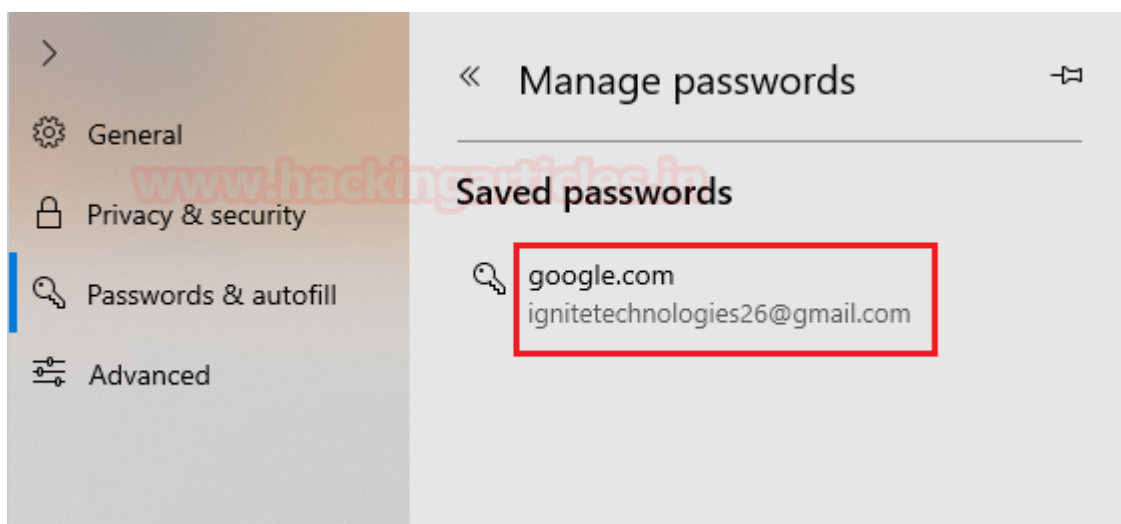 General
Privacy & security
Passwords & autofill
Advanced
Manage passwords
www.hackingarticles.in
Saved passwords
google.com
ignitetechnologies26@gmail.com